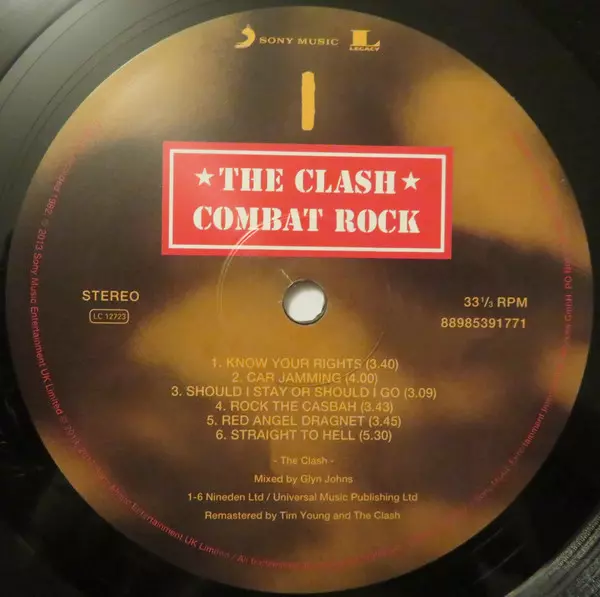 SONY MUSIC
L
LEGACY
I
★ THE CLASH ★
COMBAT ROCK
STEREO
LC 12723
33 1/3 RPM
88985391771
1. KNOW YOUR RIGHTS (3.40)
2. CAR JAMMING (4.00)
3. SHOULD I STAY OR SHOULD I GO (3.09)
4. ROCK THE CASBAH (3.43)
5. RED ANGEL DRAGNET (3.45)
6. STRAIGHT TO HELL (5.30)
- The Clash -
Mixed by Glyn Johns
1-6 Nineden Ltd / Universal Music Publishing Ltd
Remastered by Tim Young and The Clash
1982. ℗ 2013 Sony Music Entertainment UK Limited